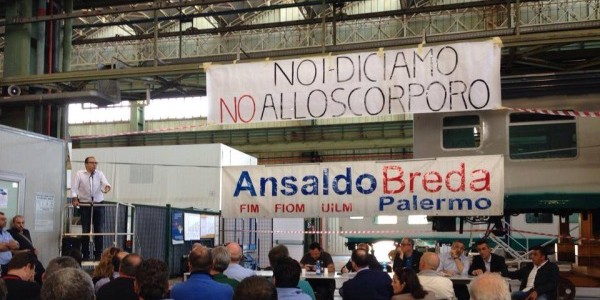 NOI-DICIAMO
NO ALLO SCORPORO
AnsaldoBreda
FIM FIOM UILM Palermo